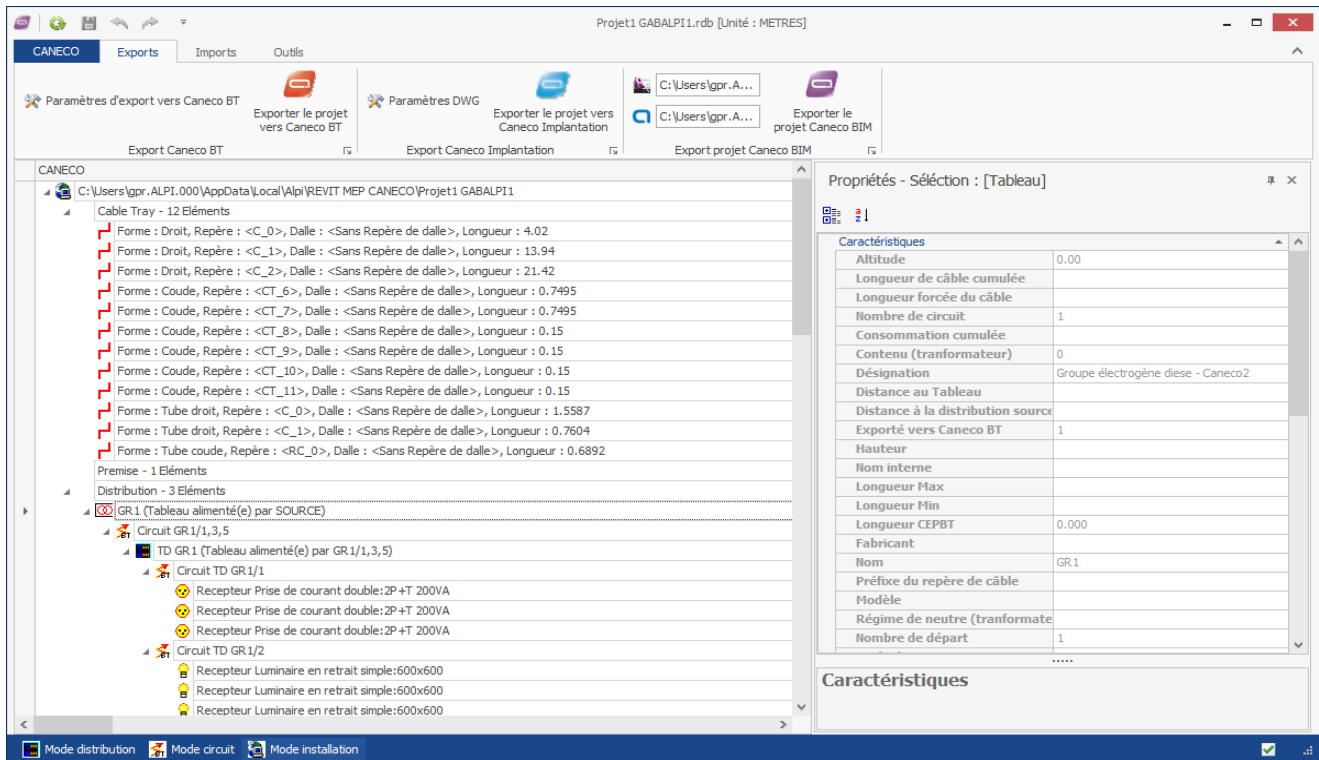 Projet1 GABALPI1.rdb [Unité : METRES]
CANECO Exports Imports Outils
Paramètres d'export vers Caneco BT
Exporter le projet
vers Caneco BT
Export Caneco BT
Paramètres DWG
Exporter le projet vers
Caneco Implantation
Export Caneco Implantation
C:\Users\gpr.A...
C:\Users\gpr.A...
Exporter le
projet Caneco BIM
Export projet Caneco BIM
CANECO
C:\Users\gpr.ALPI.000\AppData\Local\Alpi\REVIT MEP CANECO\Projet1 GABALPI1
Cable Tray - 12 Eléments
Forme : Droit, Repère : <C_0>, Dalle : <Sans Repère de dalle>, Longueur : 4.02
Forme : Droit, Repère : <C_1>, Dalle : <Sans Repère de dalle>, Longueur : 13.94
Forme : Droit, Repère : <C_2>, Dalle : <Sans Repère de dalle>, Longueur : 21.42
Forme : Coude, Repère : <CT_6>, Dalle : <Sans Repère de dalle>, Longueur : 0.7495
Forme : Coude, Repère : <CT_7>, Dalle : <Sans Repère de dalle>, Longueur : 0.7495
Forme : Coude, Repère : <CT_8>, Dalle : <Sans Repère de dalle>, Longueur : 0.15
Forme : Coude, Repère : <CT_9>, Dalle : <Sans Repère de dalle>, Longueur : 0.15
Forme : Coude, Repère : <CT_10>, Dalle : <Sans Repère de dalle>, Longueur : 0.15
Forme : Coude, Repère : <CT_11>, Dalle : <Sans Repère de dalle>, Longueur : 0.15
Forme : Tube droit, Repère : <C_0>, Dalle : <Sans Repère de dalle>, Longueur : 1.5587
Forme : Tube droit, Repère : <C_1>, Dalle : <Sans Repère de dalle>, Longueur : 0.7604
Forme : Tube coude, Repère : <RC_0>, Dalle : <Sans Repère de dalle>, Longueur : 0.6892
Premise - 1 Eléments
Distribution - 3 Eléments
GR1 (Tableau alimenté(e) par SOURCE)
Circuit GR1/1,3,5
TD GR1 (Tableau alimenté(e) par GR1/1,3,5)
Circuit TD GR1/1
Recepteur Prise de courant double:2P+T 200VA
Recepteur Prise de courant double:2P+T 200VA
Recepteur Prise de courant double:2P+T 200VA
Circuit TD GR1/2
Recepteur Luminaire en retrait simple:600x600
Recepteur Luminaire en retrait simple:600x600
Recepteur Luminaire en retrait simple:600x600
Propriétés - Séléction : [Tableau]
Caractéristiques
Altitude 0.00
Longueur de câble cumulée
Longueur forcée du câble
Nombre de circuit 1
Consommation cumulée
Contenu (tranformateur) 0
Désignation Groupe électrogène diese - Caneco2
Distance au Tableau
Distance à la distribution source
Exporté vers Caneco BT 1
Hauteur
Nom interne
Longueur Max
Longueur Min
Longueur CEPBT 0.000
Fabricant
Nom GR1
Préfixe du repère de câble
Modèle
Régime de neutre (tranformate
Nombre de départ 1
Caractéristiques
Mode distribution Mode circuit Mode installation